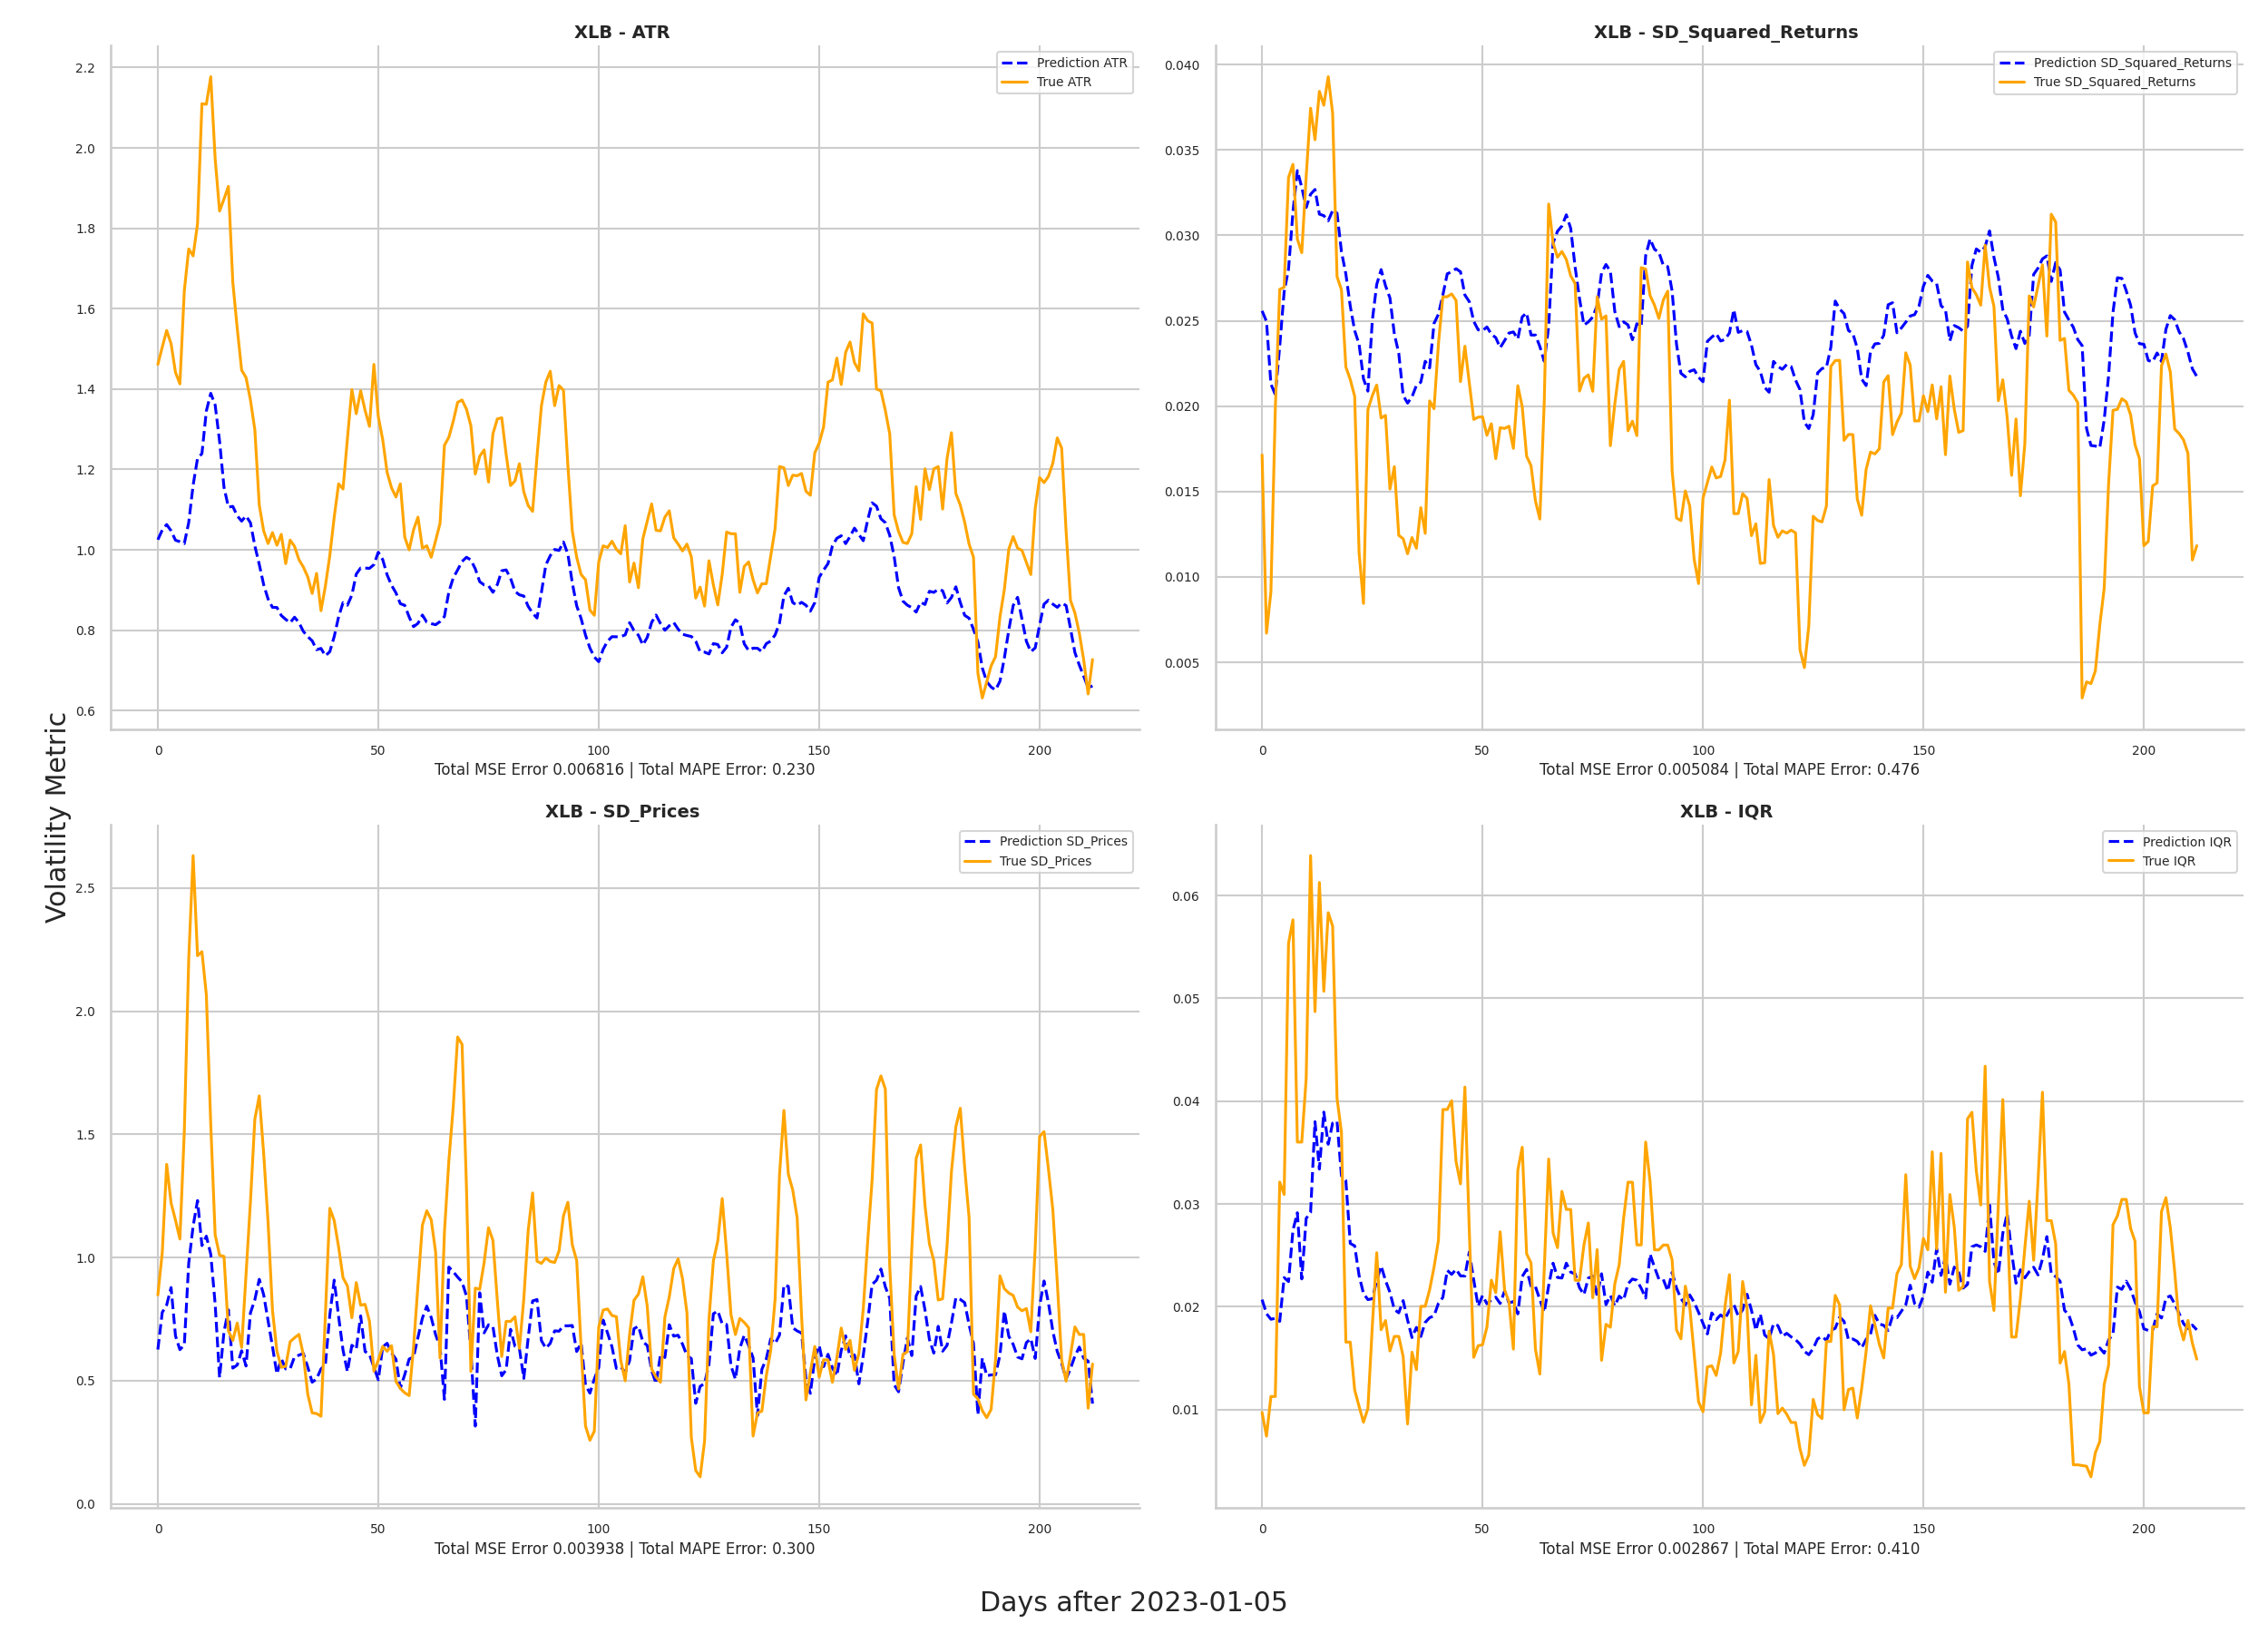 XLB - ATR
2.2
2.0
1.8
1.6
1.4
1.2
1.0
0.8
0.6
0
50
100
150
200
Prediction ATR
True ATR
Total MSE Error 0.006816 | Total MAPE Error: 0.230
XLB - SD_Squared_Returns
0.040
0.035
0.030
0.025
0.020
0.015
0.010
0.005
0
50
100
150
200
Prediction SD_Squared_Returns
True SD_Squared_Returns
Total MSE Error 0.005084 | Total MAPE Error: 0.476
Volatility Metric
XLB - SD_Prices
2.5
2.0
1.5
1.0
0.5
0.0
0
50
100
150
200
Prediction SD_Prices
True SD_Prices
Total MSE Error 0.003938 | Total MAPE Error: 0.300
XLB - IQR
0.06
0.05
0.04
0.03
0.02
0.01
0
50
100
150
200
Prediction IQR
True IQR
Total MSE Error 0.002867 | Total MAPE Error: 0.410
Days after 2023-01-05